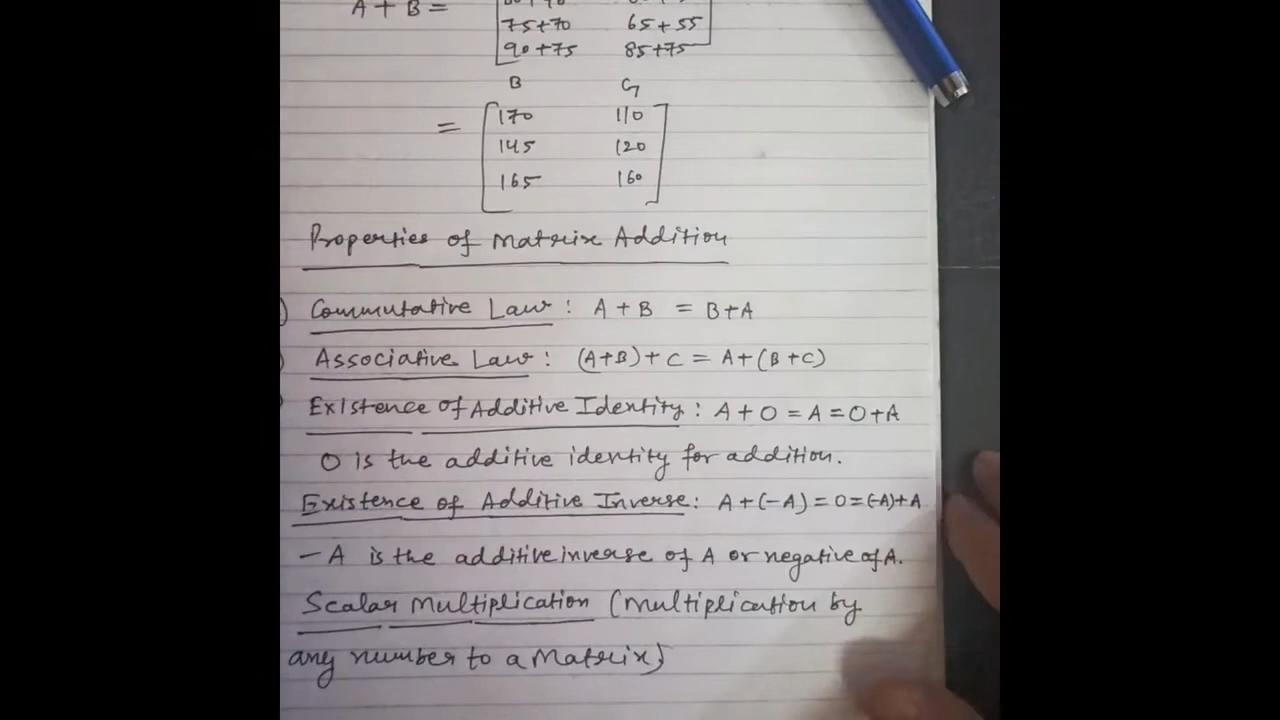 A + B =
75+70 65+55
90+75 85+75
B G
= 170 110
145 120
165 160
Properties of Matrix Addition
Commutative Law : A + B = B+A
Associative Law : (A+B)+C = A+(B+C)
Existence of Additive Identity : A + O = A = O+A
O is the additive identity for addition.
Existence of Additive Inverse : A+(-A) = O = (-A)+A
-A is the additive inverse of A or negative of A.
Scalar Multiplication (Multiplication by
any number to a Matrix)